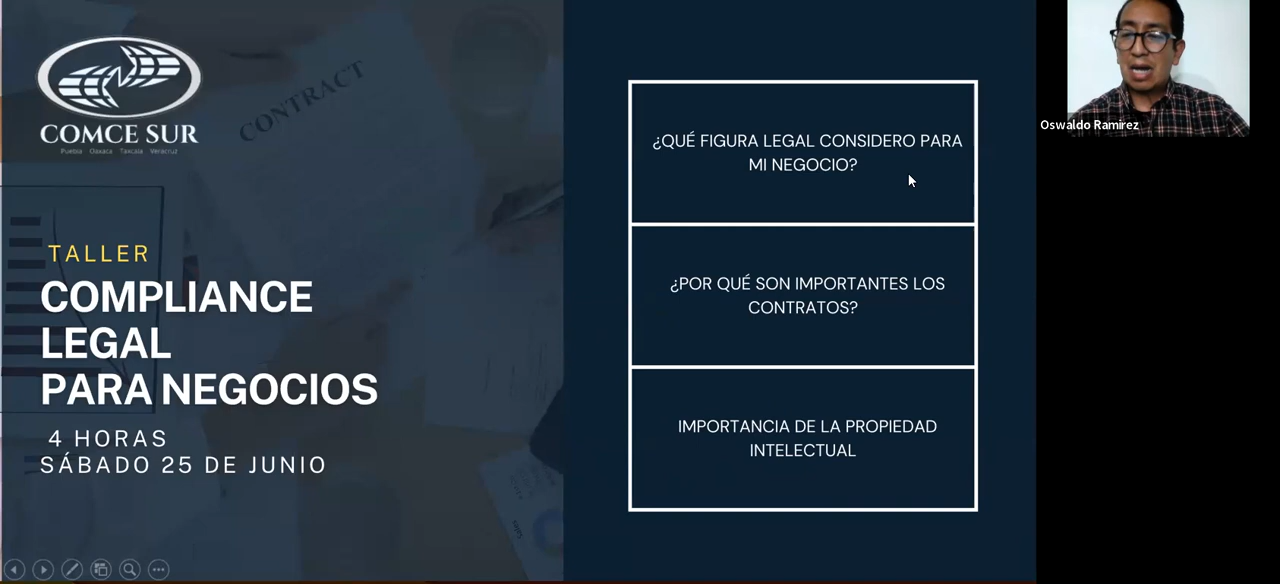 COMCE SUR
Puebla Oaxaca Tlaxcala Veracruz
CONTRACT
TALLER
COMPLIANCE
LEGAL
PARA NEGOCIOS
4 HORAS
SÁBADO 25 DE JUNIO
¿QUÉ FIGURA LEGAL CONSIDERO PARA
MI NEGOCIO?
¿POR QUÉ SON IMPORTANTES LOS
CONTRATOS?
IMPORTANCIA DE LA PROPIEDAD
INTELECTUAL
Oswaldo Ramirez